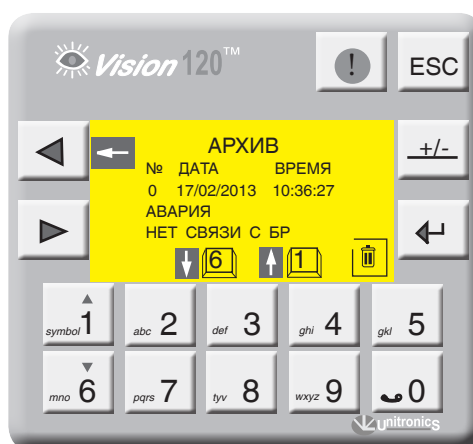 Vision 120™
! ESC
АРХИВ +/-
№ ДАТА ВРЕМЯ
0 17/02/2013 10:36:27
АВАРИЯ
НЕТ СВЯЗИ С БР
6 1
symbol 1 abc 2 def 3 ghi 4 gkl 5
mno 6 pqrs 7 tyv 8 wxyz 9 0
unitronics